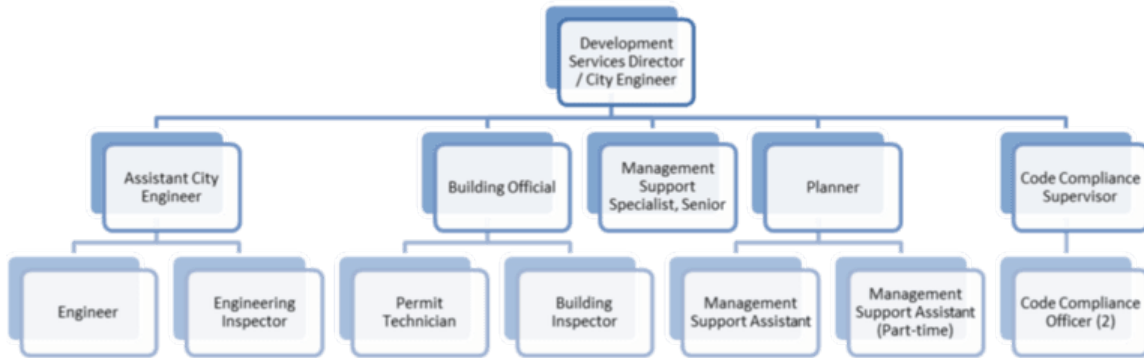 Development
Services Director
/ City Engineer
Assistant City
Engineer
Building Official
Management
Support
Specialist, Senior
Planner
Code Compliance
Supervisor
Engineer
Engineering
Inspector
Permit
Technician
Building
Inspector
Management
Support Assistant
Management
Support Assistant
(Part-time)
Code Compliance
Officer (2)